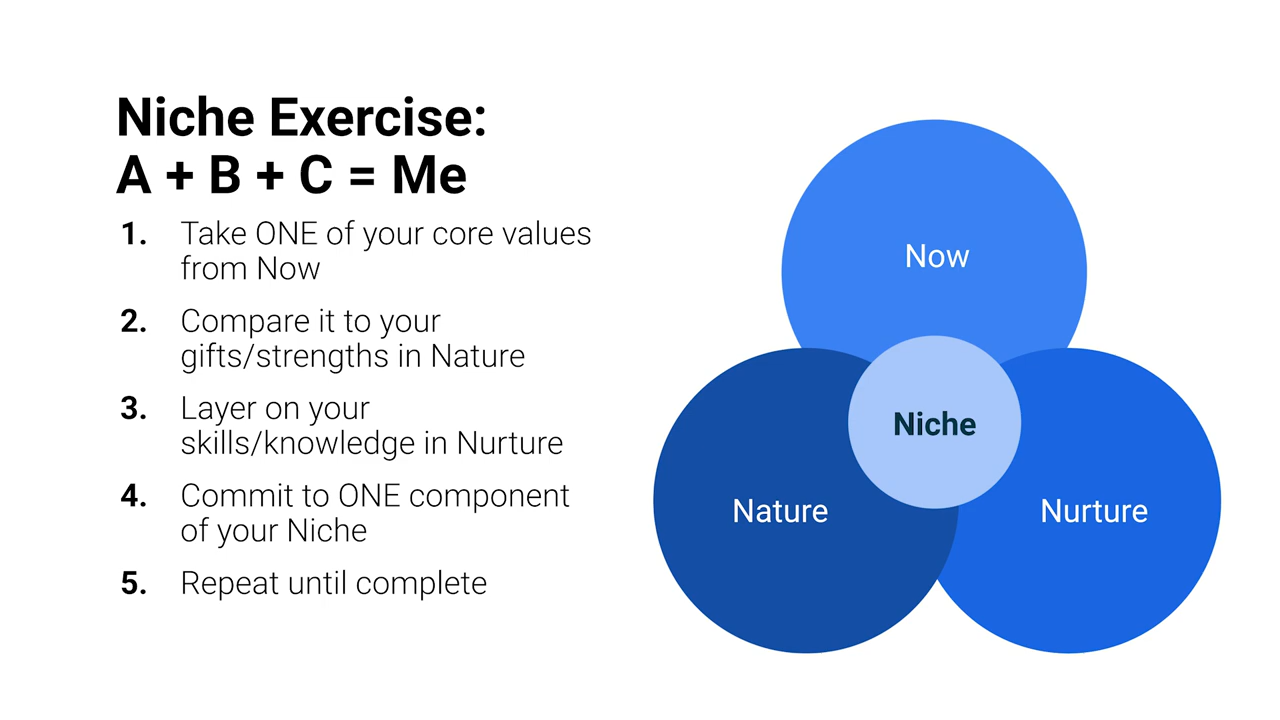 Niche Exercise:
A + B + C = Me
1. Take ONE of your core values
from Now
2. Compare it to your
gifts/strengths in Nature
3. Layer on your
skills/knowledge in Nurture
4. Commit to ONE component
of your Niche
5. Repeat until complete
Now
Niche
Nature
Nurture